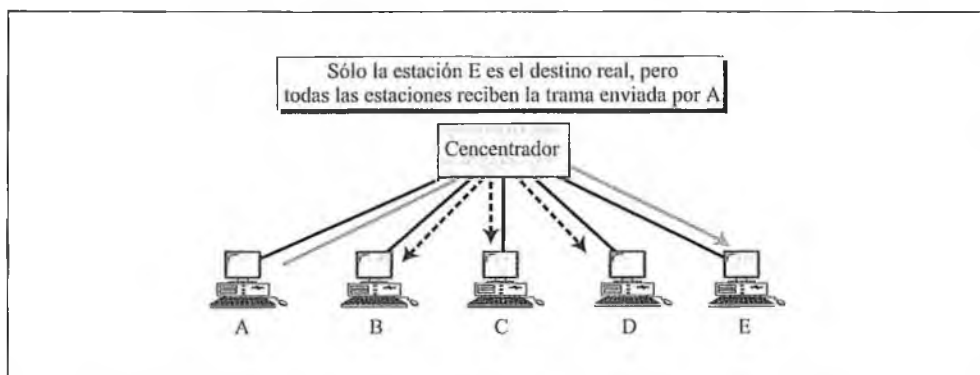 Sólo la estación E es el destino real, pero
todas las estaciones reciben la trama enviada por A
Cencentrador
A
B
C
D
E